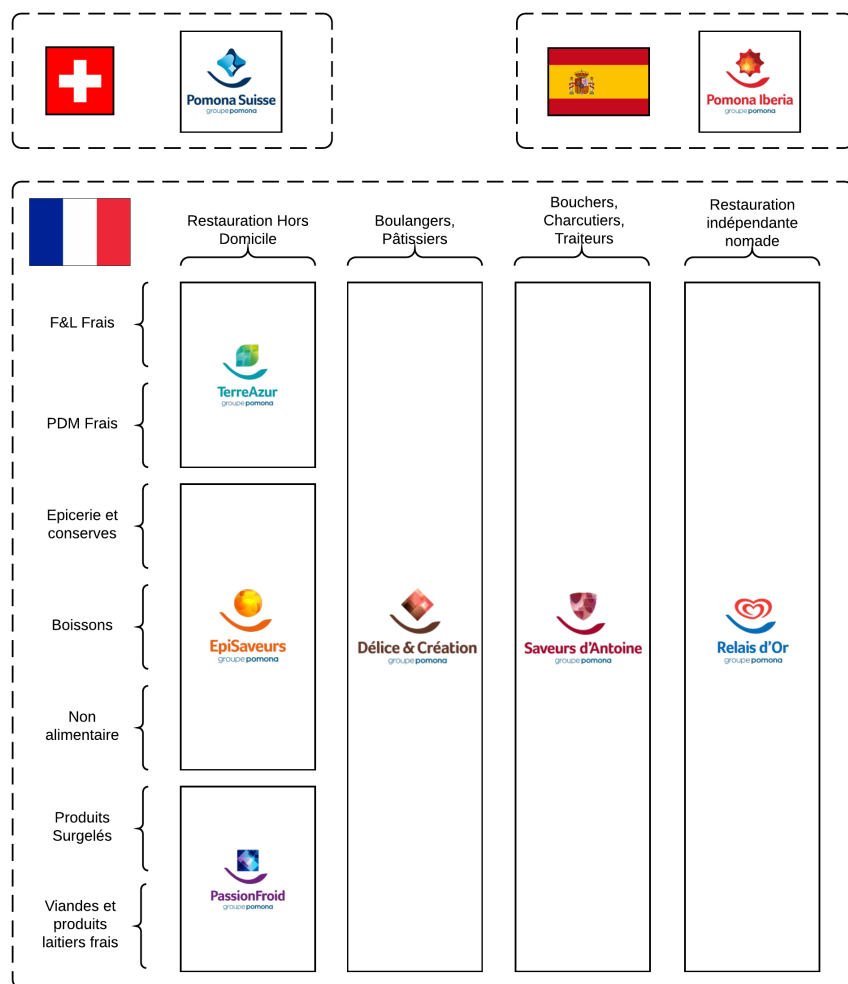 Pomona Suisse
groupe pomona
Pomona Iberia
groupe pomona
Restauration Hors
Domicile
Boulangers,
Pâtissiers
Bouchers,
Charcutiers,
Traiteurs
Restauration
indépendante
nomade
F&L Frais
TerreAzur
groupe pomona
PDM Frais
Epicerie et
conserves
Boissons
EpiSaveurs
groupe pomona
Délice & Création
groupe pomona
Saveurs d'Antoine
groupe pomona
Relais d'Or
groupe pomona
Non
alimentaire
Produits
Surgelés
PassionFroid
groupe pomona
Viandes et
produits
laitiers frais